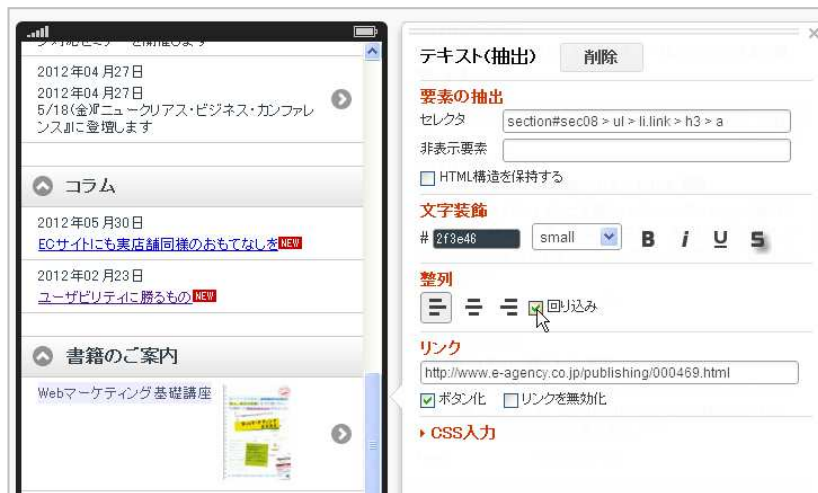 2012年04月27日
2012年04月27日
5/18(金)『ニュークリアス・ビジネス・カンファレ
ンス』に登壇します
コラム
2012年05月30日
ECサイトにも実店舗同様のおもてなしを NEW
2012年02月23日
ユーザビリティに勝るもの NEW
書籍のご案内
Webマーケティング基礎講座
テキスト(抽出) 削除
要素の抽出
セレクタ section#sec08 > ul > li.link > h3 > a
非表示要素
HTML構造を保持する
文字装飾
# 2f3e46 small B i U S
整列
回り込み
リンク
http://www.e-agency.co.jp/publishing/000469.html
ボタン化 リンクを無効化
CSS入力